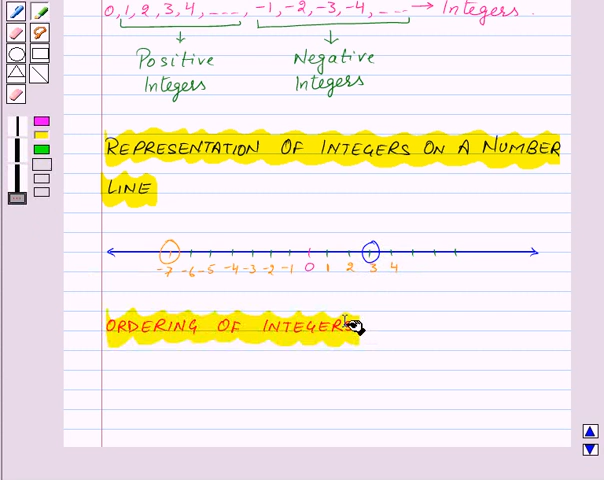 0, 1, 2, 3, 4, ....., -1, -2, -3, -4, ..... → Integers.
Positive Negative
Integers Integers
REPRESENTATION OF INTEGERS ON A NUMBER
LINE
-7 -6 -5 -4 -3 -2 -1 0 1 2 3 4
ORDERING OF INTEGERS